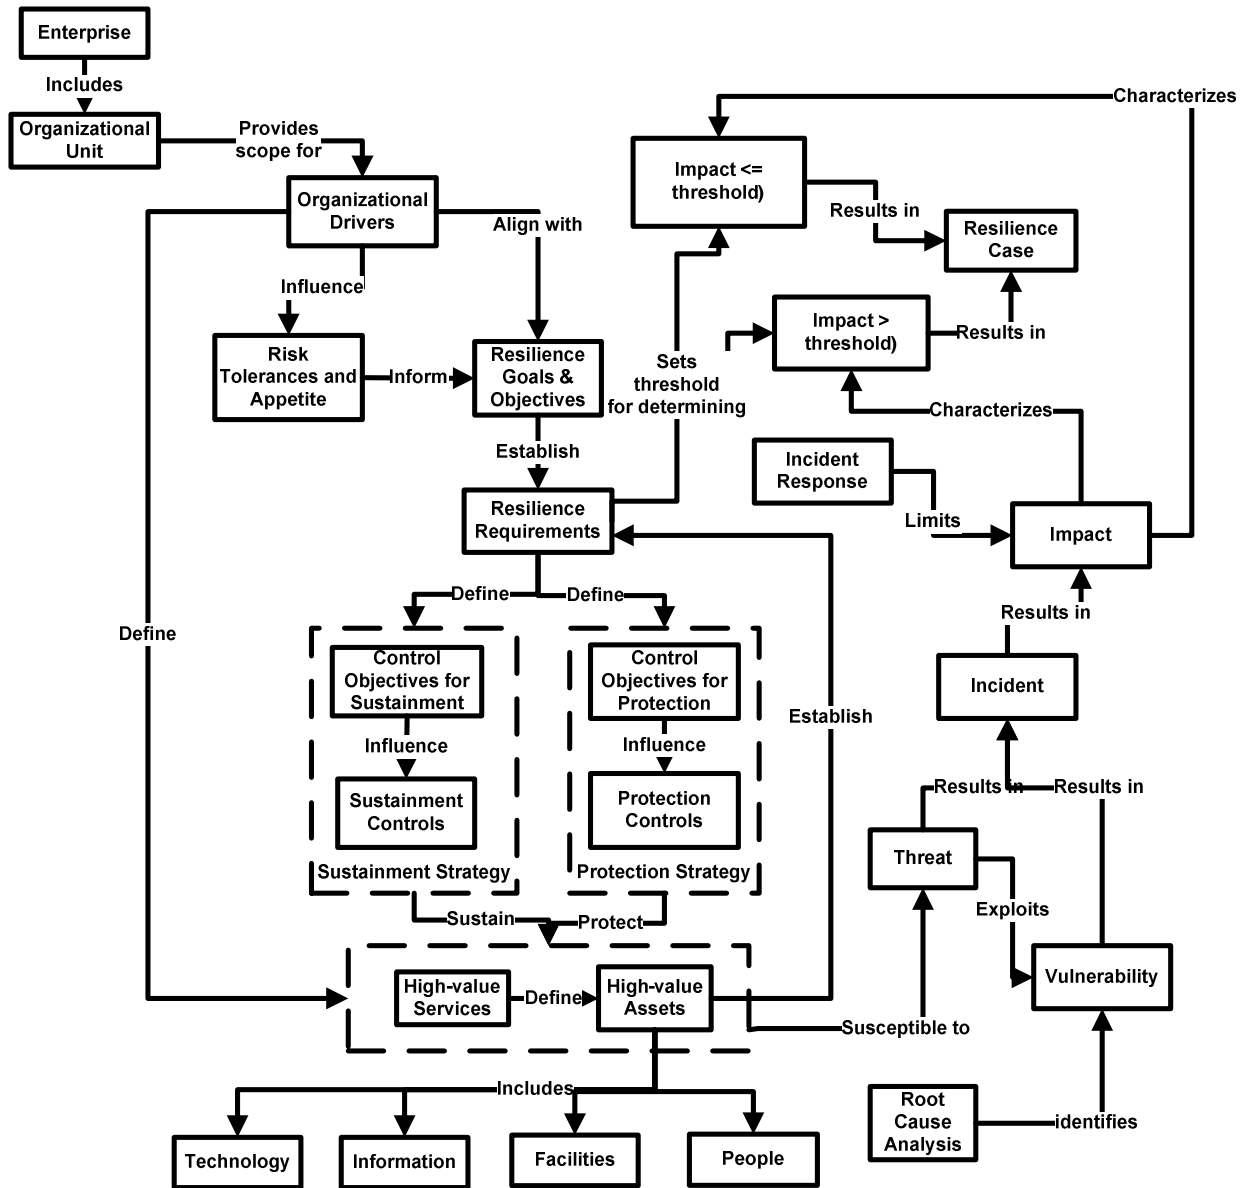 Enterprise
Includes
Organizational
Unit
Provides
scope for
Organizational
Drivers
Align with
Influence
Risk
Tolerances and
Appetite
Inform
Resilience
Goals &
Objectives
Establish
Resilience
Requirements
Sets
threshold
for determining
Characterizes
Impact <=
threshold)
Results in
Resilience
Case
Impact >
threshold)
Results in
Characterizes
Incident
Response
Limits
Impact
Results in
Incident
Results in
Results in
Threat
Exploits
Vulnerability
Susceptible to
Root
Cause
Analysis
identifies
Define
Define
Define
Control
Objectives for
Sustainment
Influence
Sustainment
Controls
Sustainment Strategy
Control
Objectives for
Protection
Influence
Protection
Controls
Protection Strategy
Establish
Sustain
Protect
High-value
Services
Define
High-value
Assets
Includes
Technology
Information
Facilities
People